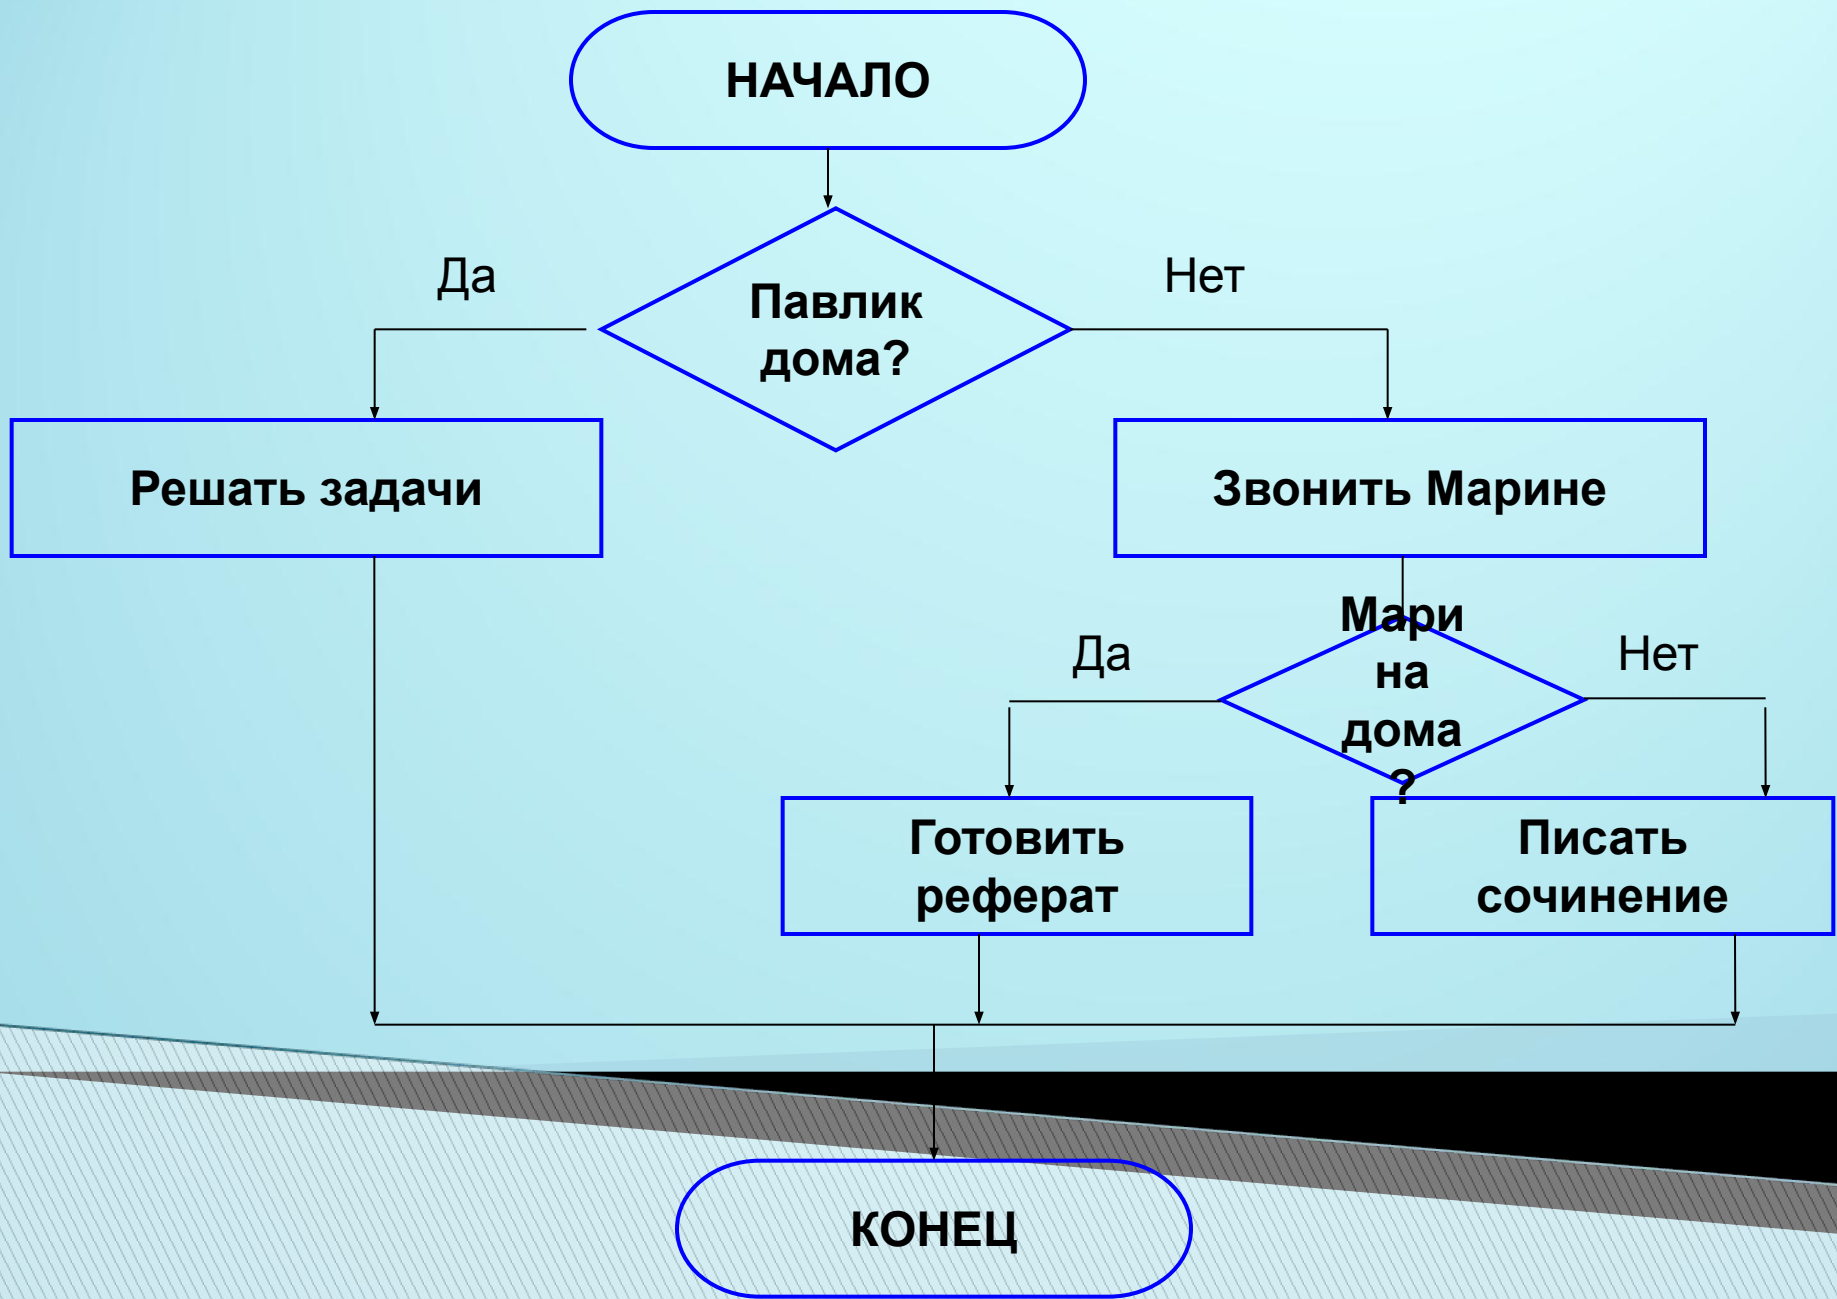 НАЧАЛО
Да
Нет
Павлик
дома?
Решать задачи
Звонить Марине
Да
Нет
Мари
на
дома
?
Готовить
реферат
Писать
сочинение
КОНЕЦ